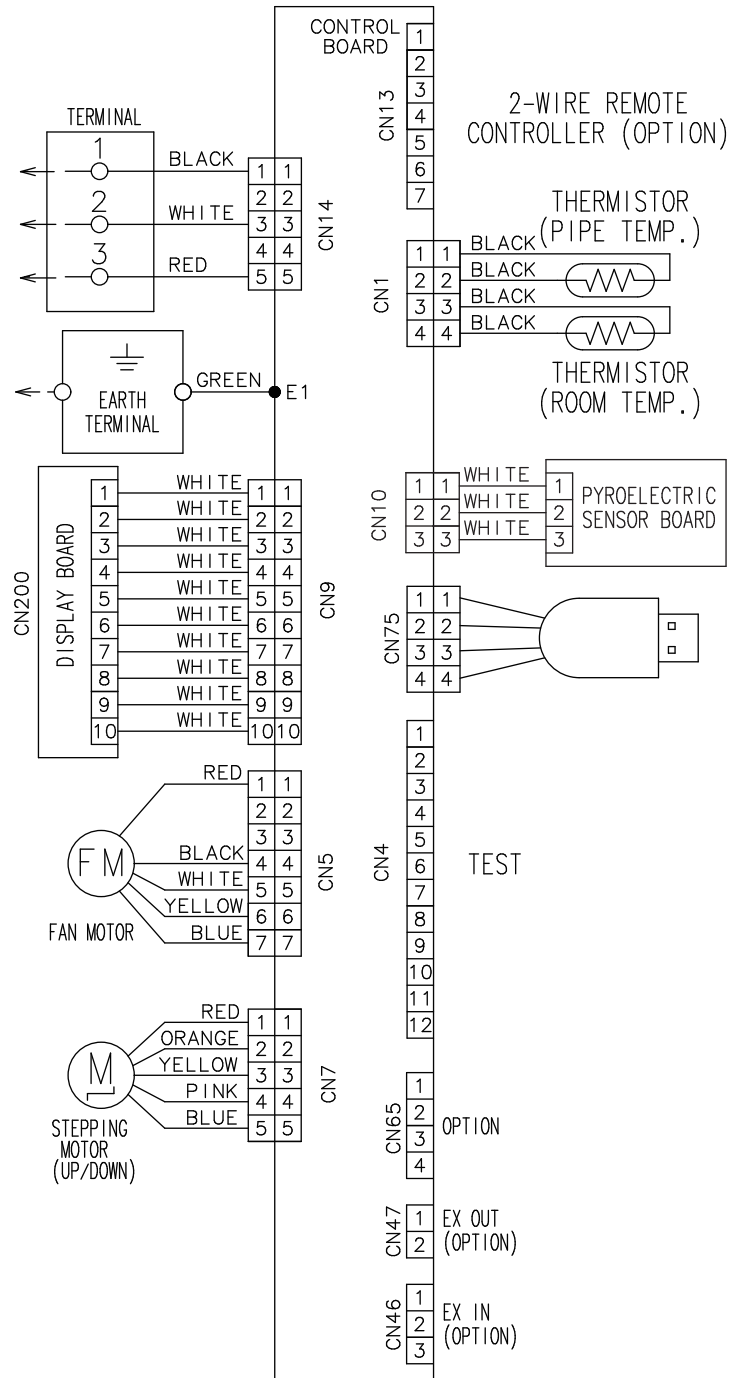 CONTROL
BOARD
CN13
1
2
3
4
5
6
7
2-WIRE REMOTE
CONTROLLER (OPTION)
TERMINAL
1 BLACK 1 1
2 2
2 WHITE 3 3
4 4
3 RED 5 5
CN14
THERMISTOR
(PIPE TEMP.)
CN1
1 1 BLACK
2 2 BLACK
3 3 BLACK
4 4 BLACK
THERMISTOR
(ROOM TEMP.)
EARTH
TERMINAL
GREEN
E1
CN200
DISPLAY BOARD
1 WHITE 1 1
2 WHITE 2 2
3 WHITE 3 3
4 WHITE 4 4
5 WHITE 5 5
6 WHITE 6 6
7 WHITE 7 7
8 WHITE 8 8
9 WHITE 9 9
10 WHITE 10 10
CN9
CN10
1 1 WHITE 1
2 2 WHITE 2
3 3 WHITE 3
PYROELECTRIC
SENSOR BOARD
CN75
1 1
2 2
3 3
4 4
FM
FAN MOTOR
RED 1 1
2 2
3 3
BLACK 4 4
WHITE 5 5
YELLOW 6 6
BLUE 7 7
CN5
CN4
1
2
3
4
5
6
7
8
9
10
11
12
TEST
M
STEPPING
MOTOR
(UP/DOWN)
RED 1 1
ORANGE 2 2
YELLOW 3 3
PINK 4 4
BLUE 5 5
CN7
CN65
1
2
3
4
OPTION
CN47
1
2
EX OUT
(OPTION)
CN46
1
2
3
EX IN
(OPTION)